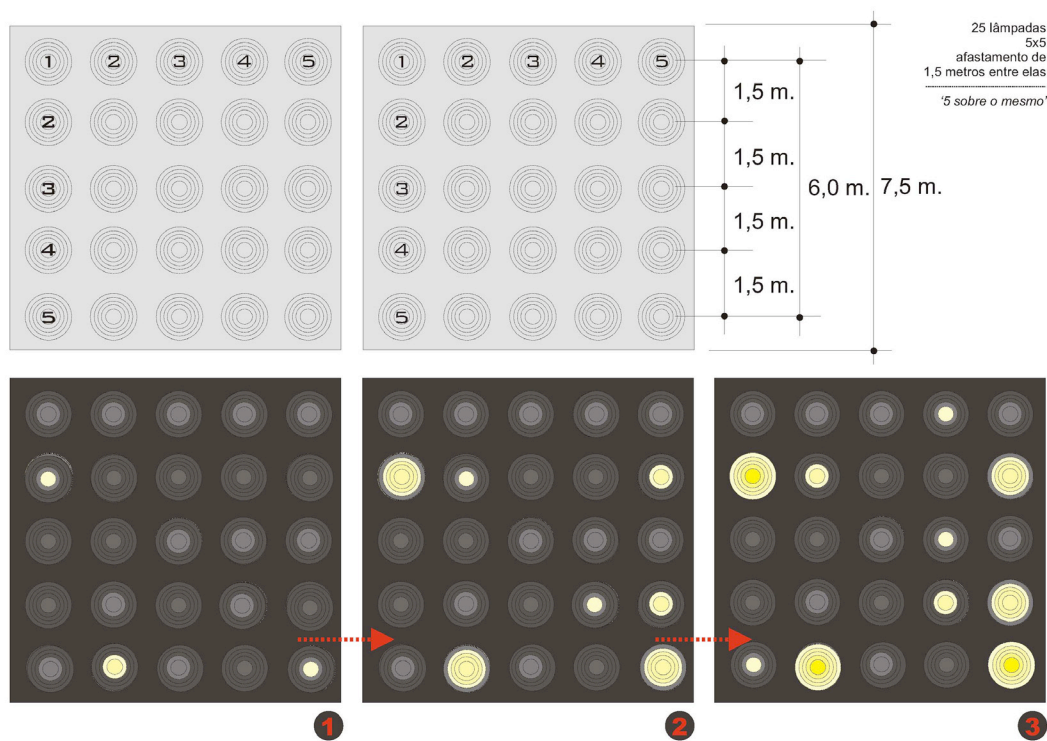 1 2 3 4 5
2
3
4
5
1 2 3 4 5
2
3
4
5
1,5 m.
1,5 m.
1,5 m.
1,5 m.
6,0 m.
7,5 m.
25 lâmpadas
5x5
afastamento de
1,5 metros entre elas
‘5 sobre o mesmo’
1
2
3